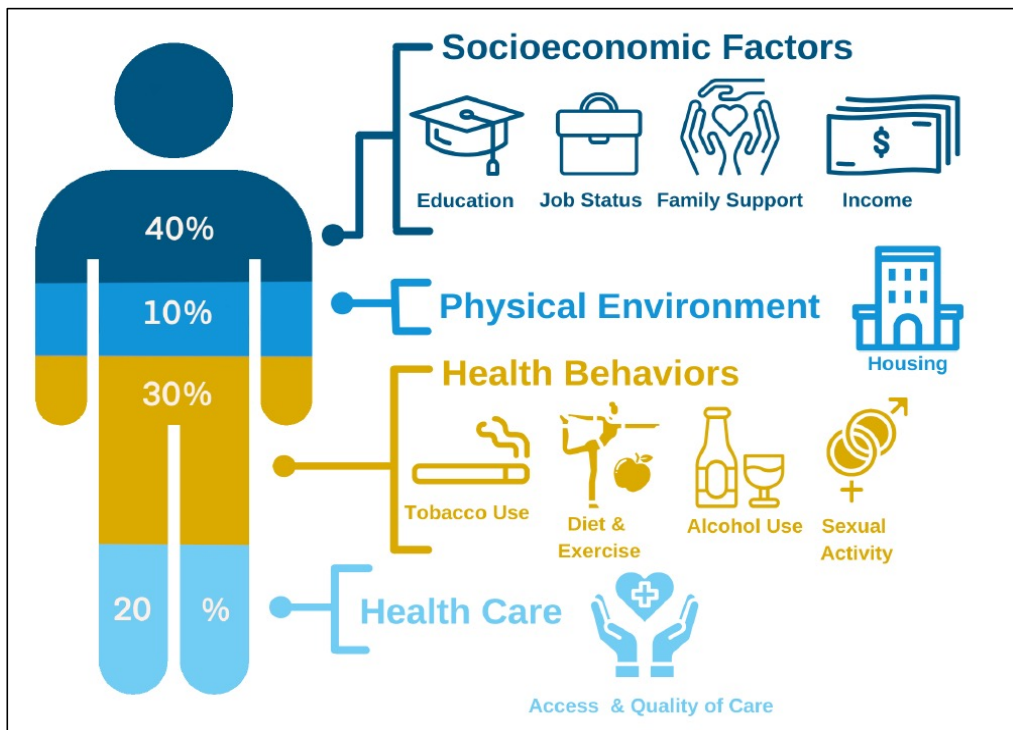 Socioeconomic Factors
Education
Job Status
Family Support
$
Income
40%
10%
Physical Environment
Housing
30%
Health Behaviors
Tobacco Use
Diet &
Exercise
Alcohol Use
Sexual
Activity
20 %
Health Care
Access & Quality of Care